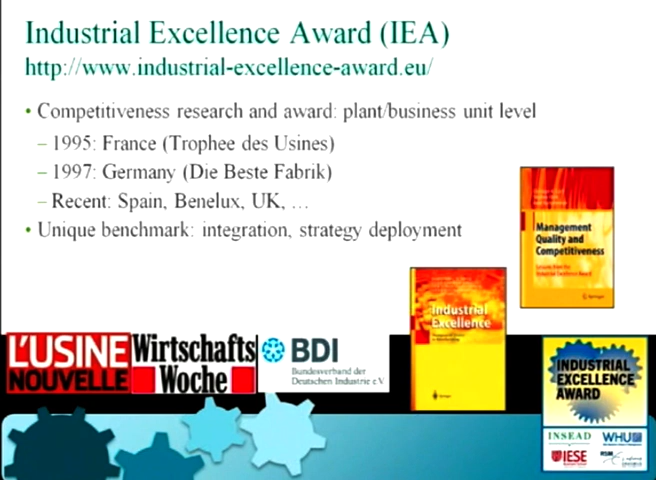 Industrial Excellence Award (IEA)
http://www.industrial-excellence-award.eu/
• Competitiveness research and award: plant/business unit level
– 1995: France (Trophee des Usines)
– 1997: Germany (Die Beste Fabrik)
– Recent: Spain, Benelux, UK, …
• Unique benchmark: integration, strategy deployment
Management
Quality and
Competitiveness
Springer
Industrial
Excellence
Springer
L'USINE
NOUVELLE
Wirtschafts
Woche
BDI
Bundesverband der
Deutschen Industrie e.V.
INDUSTRIAL
EXCELLENCE
AWARD
INSEAD
WHU
IESE
RSM